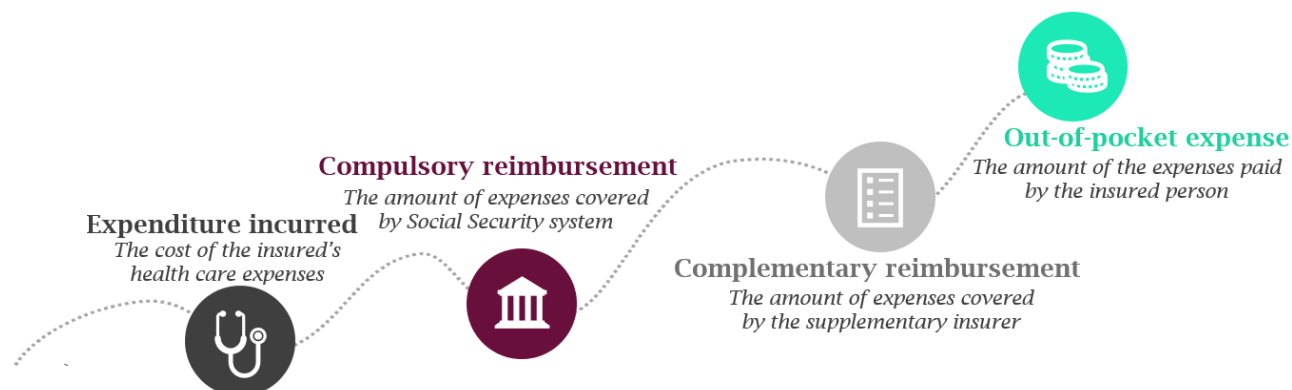 Expenditure incurred
The cost of the insured's
health care expenses
Compulsory reimbursement
The amount of expenses covered
by Social Security system
Complementary reimbursement
The amount of expenses covered
by the supplementary insurer
Out-of-pocket expense
The amount of the expenses paid
by the insured person